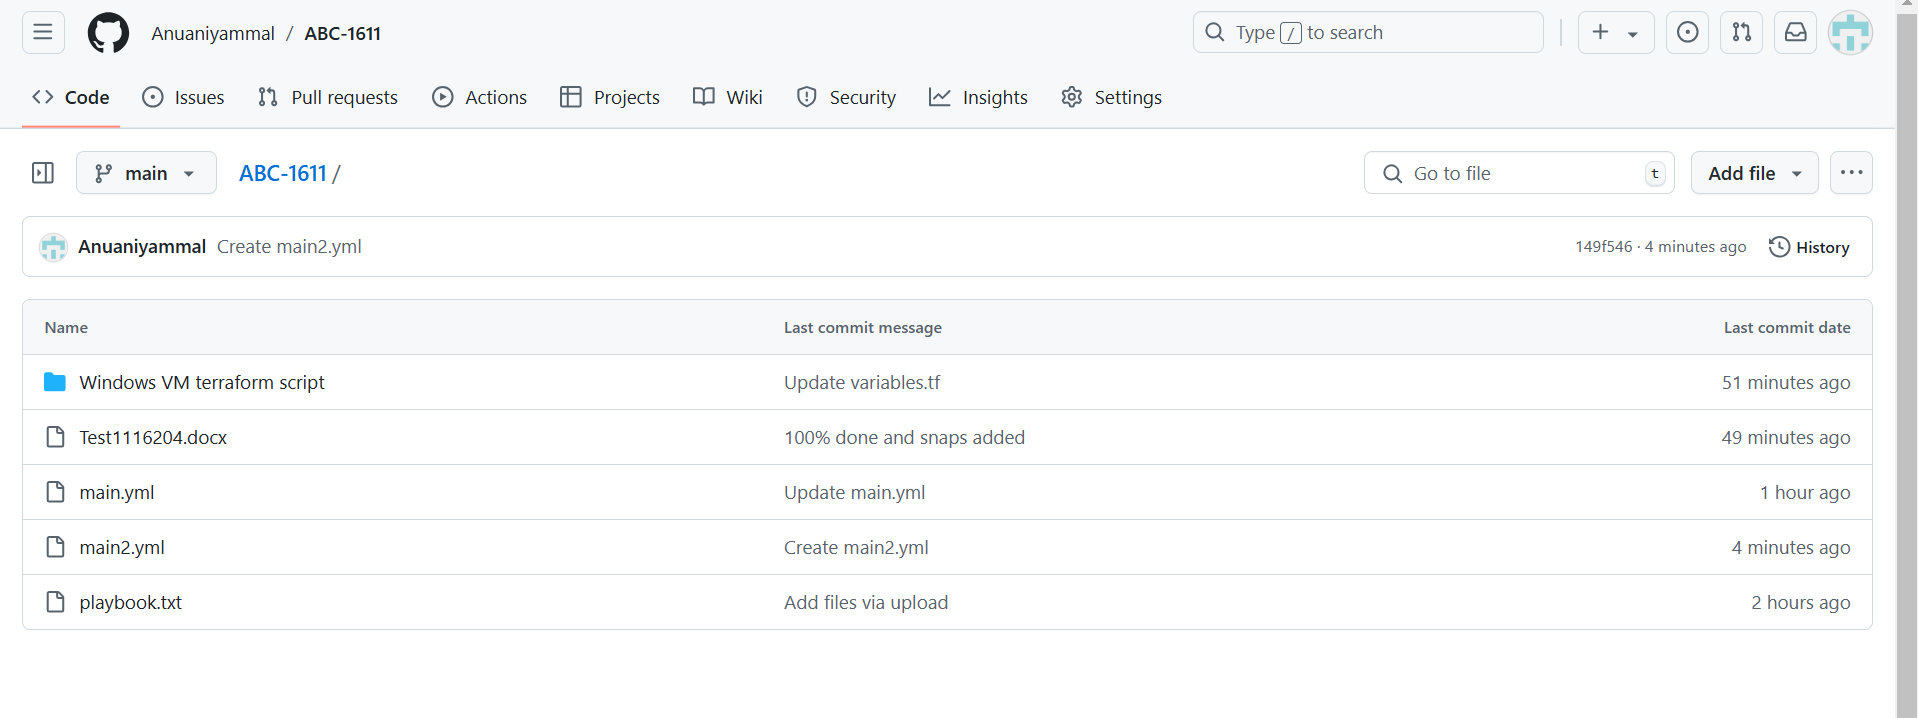 Anuaniyammal / ABC-1611
Type / to search
Code Issues Pull requests Actions Projects Wiki Security Insights Settings
main ABC-1611 / Go to file t Add file
Anuaniyammal Create main2.yml 149f546 · 4 minutes ago History
Name Last commit message Last commit date
Windows VM terraform script Update variables.tf 51 minutes ago
Test1116204.docx 100% done and snaps added 49 minutes ago
main.yml Update main.yml 1 hour ago
main2.yml Create main2.yml 4 minutes ago
playbook.txt Add files via upload 2 hours ago